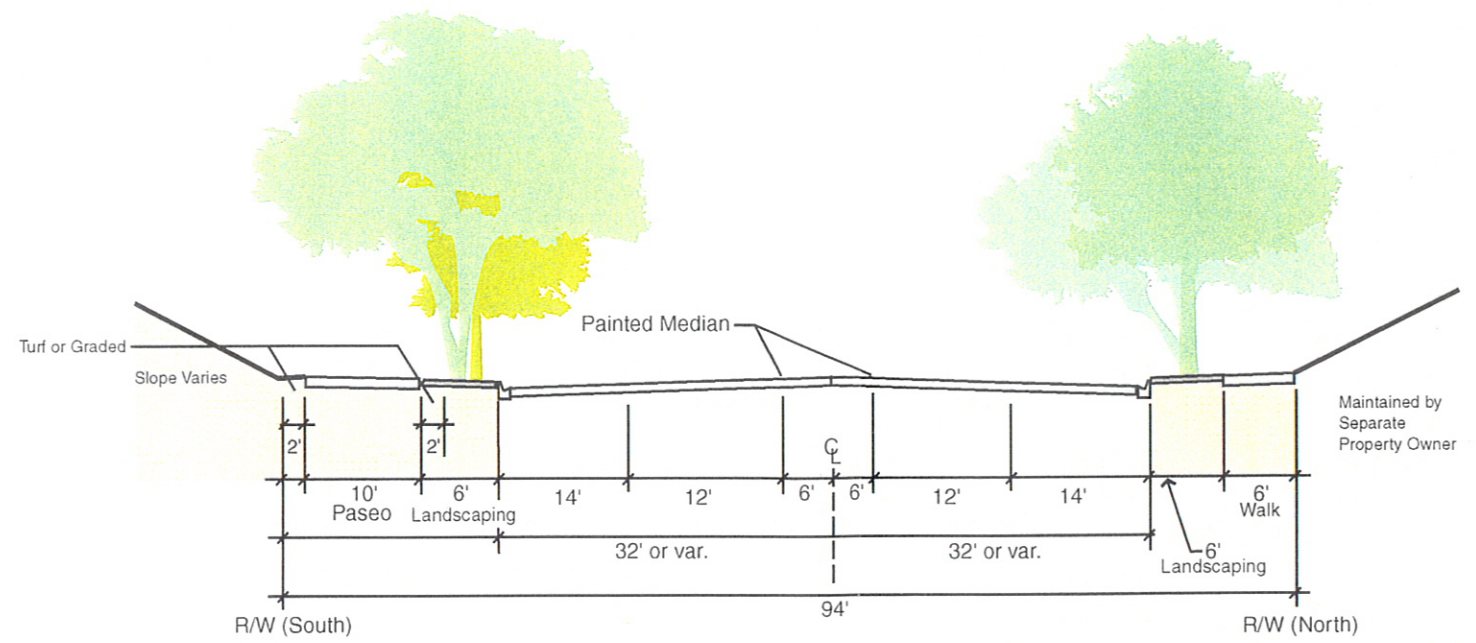 Painted Median
Turf or Graded
Slope Varies
Maintained by
Separate
Property Owner
2'
2'
CL
10'
6'
14'
12'
6'
6'
12'
14'
6'
Paseo
Landscaping
Walk
32' or var.
32' or var.
6'
Landscaping
94'
R/W (South)
R/W (North)